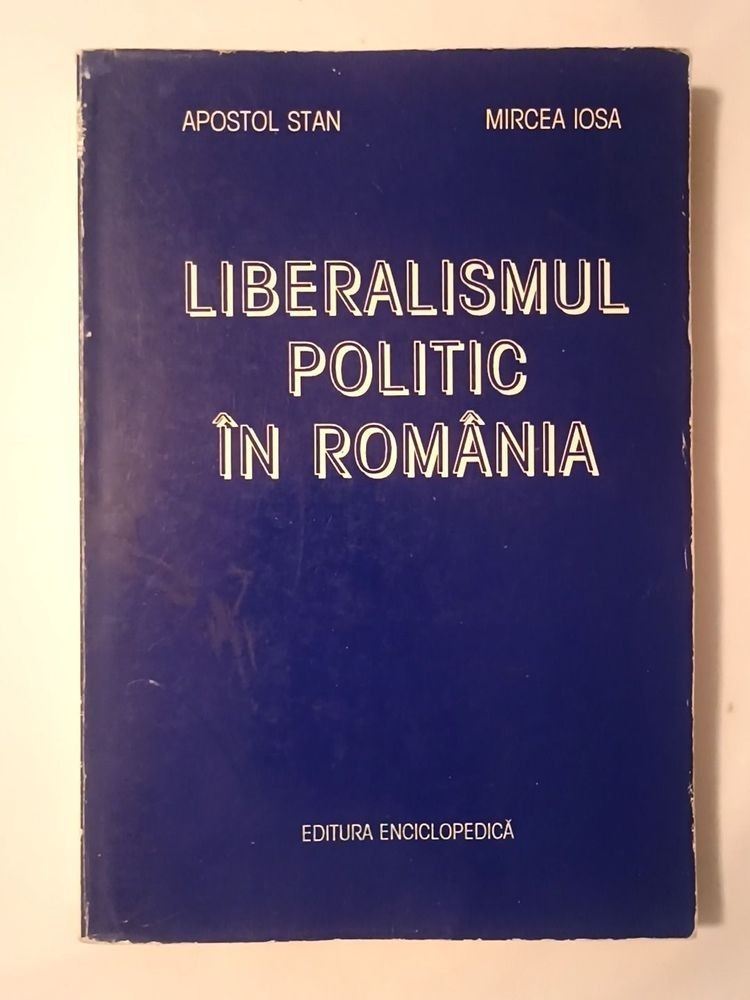 APOSTOL STAN
MIRCEA IOSA
LIBERALISMUL
POLITIC
ÎN ROMÂNIA
EDITURA ENCICLOPEDICĂ